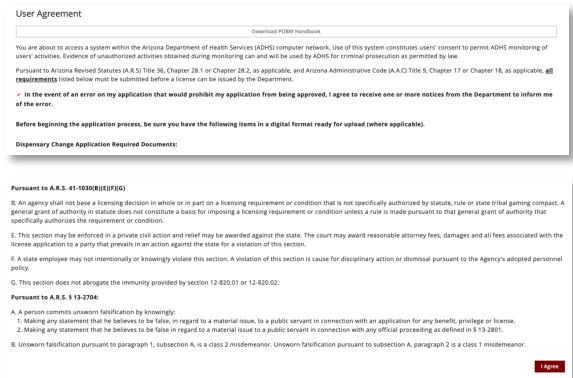 User Agreement
Download PDBM Handbook
You are about to access a system within the Arizona Department of Health Services (ADHS) computer network. Use of this system constitutes users' consent to permit ADHS monitoring of
users' activities. Evidence of unauthorized activities obtained during monitoring can and will be used by ADHS for criminal prosecution as permitted by law.
Pursuant to Arizona Revised Statutes (A.R.S) Title 36, Chapter 28.1 or Chapter 28.2, as applicable, and Arizona Administrative Code (A.A.C) Title 9, Chapter 17 or Chapter 18, as applicable, all
requirements listed below must be submitted before a license can be issued by the Department.
In the event of an error on my application that would prohibit my application from being approved, I agree to receive one or more notices from the Department to inform me
of the error.
Before beginning the application process, be sure you have the following items in a digital format ready for upload (where applicable).
Dispensary Change Application Required Documents:
Pursuant to A.R.S. 41-1030(B)(E)(F)(G)
B. An agency shall not base a licensing decision in whole or in part on a licensing requirement or condition that is not specifically authorized by statute, rule or state tribal gaming compact. A
general grant of authority in statute does not constitute a basis for imposing a licensing requirement or condition unless a rule is made pursuant to that general grant of authority that
specifically authorizes the requirement or condition.
E. This section may be enforced in a private civil action and relief may be awarded against the state. The court may award reasonable attorney fees, damages and all fees associated with the
license application to a party that prevails in an action against the state for a violation of this section.
F. A state employee may not intentionally or knowingly violate this section. A violation of this section is cause for disciplinary action or dismissal pursuant to the Agency's adopted personnel
policy.
G. This section does not abrogate the immunity provided by section 12-820.01 or 12-820.02.
Pursuant to A.R.S. § 13-2704:
A. A person commits unsworn falsification by knowingly:
1. Making any statement that he believes to be false, in regard to a material issue, to a public servant in connection with an application for any benefit, privilege or license.
2. Making any statement that he believes to be false in regard to a material issue to a public servant in connection with any official proceeding as defined in § 13-2801.
B. Unsworn falsification pursuant to paragraph 1, subsection A, is a class 2 misdemeanor. Unsworn falsification pursuant to subsection A, paragraph 2 is a class 1 misdemeanor.
I Agree